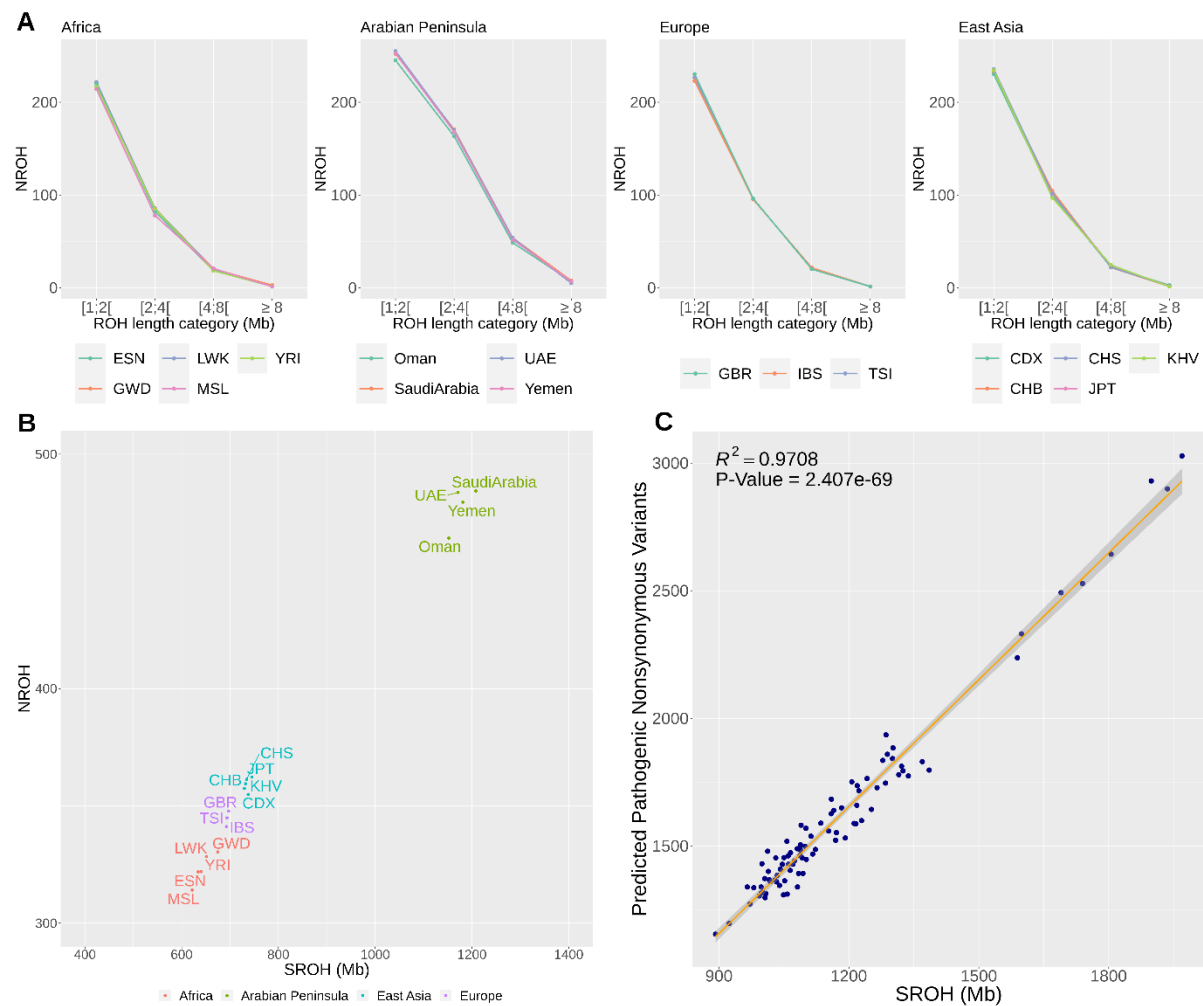 A
Africa
Arabian Peninsula
Europe
East Asia
NROH
200
100
0
[1;2[ [2;4[ [4;8[ ≥ 8
ROH length category (Mb)
NROH
200
100
0
[1;2[ [2;4[ [4;8[ ≥ 8
ROH length category (Mb)
NROH
200
100
0
[1;2[ [2;4[ [4;8[ ≥ 8
ROH length category (Mb)
NROH
200
100
0
[1;2[ [2;4[ [4;8[ ≥ 8
ROH length category (Mb)
ESN LWK YRI
GWD MSL
Oman UAE
SaudiArabia Yemen
GBR IBS TSI
CDX CHS KHV
CHB JPT
B
NROH
500
400
300
SaudiArabia
UAE
Yemen
Oman
CHS
JPT
CHB
KHV
CDX
GBR
TSI
IBS
GWD
LWK
YRI
ESN
MSL
400 600 800 1000 1200 1400
SROH (Mb)
Africa Arabian Peninsula East Asia Europe
C
R² = 0.9708
P-Value = 2.407e-69
Predicted Pathogenic Nonsynonymous Variants
3000
2500
2000
1500
900 1200 1500 1800
SROH (Mb)